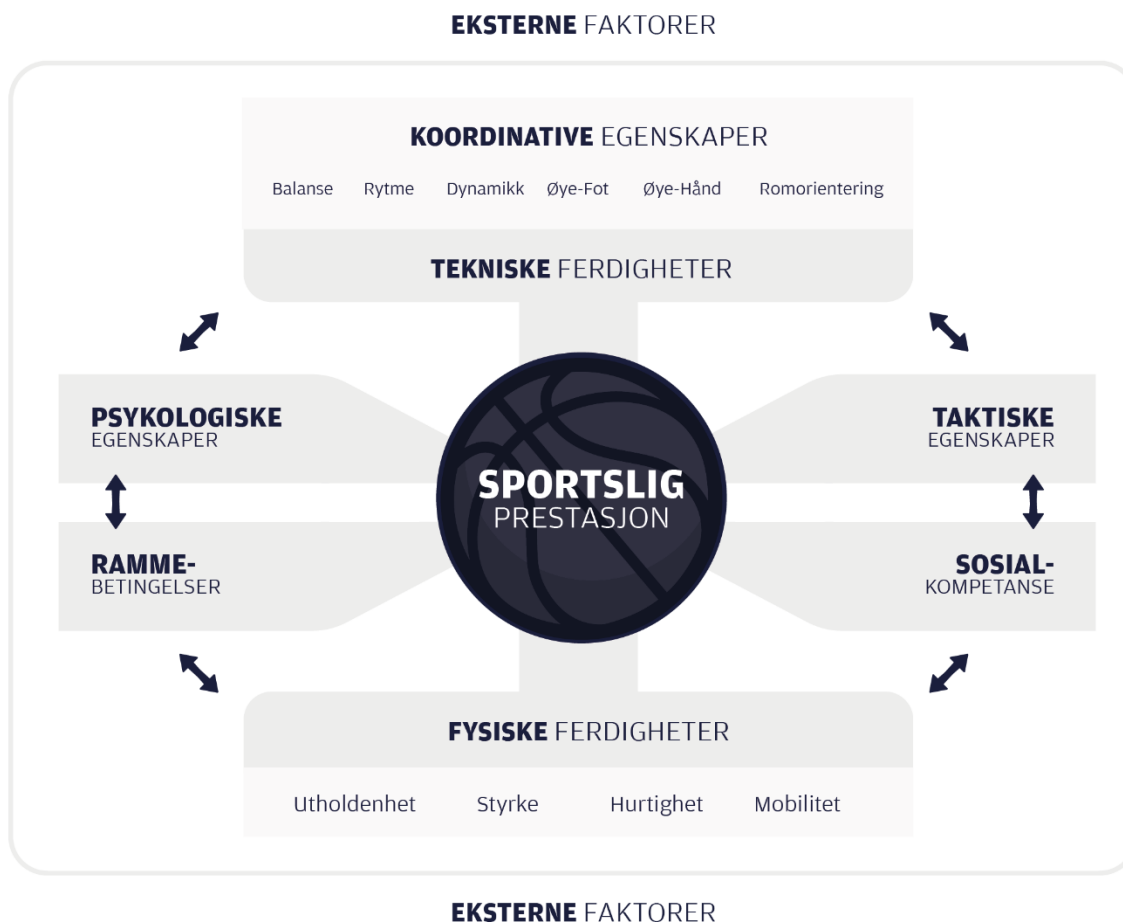 EKSTERNE FAKTORER
KOORDINATIVE EGENSKAPER
Balanse Rytme Dynamikk Øye-Fot Øye-Hånd Romorientering
TEKNISKE FERDIGHETER
PSYKOLOGISKE
EGENSKAPER
TAKTISKE
EGENSKAPER
SPORTSLIG
PRESTASJON
RAMME-
BETINGELSER
SOSIAL-
KOMPETANSE
FYSISKE FERDIGHETER
Utholdenhet Styrke Hurtighet Mobilitet
EKSTERNE FAKTORER